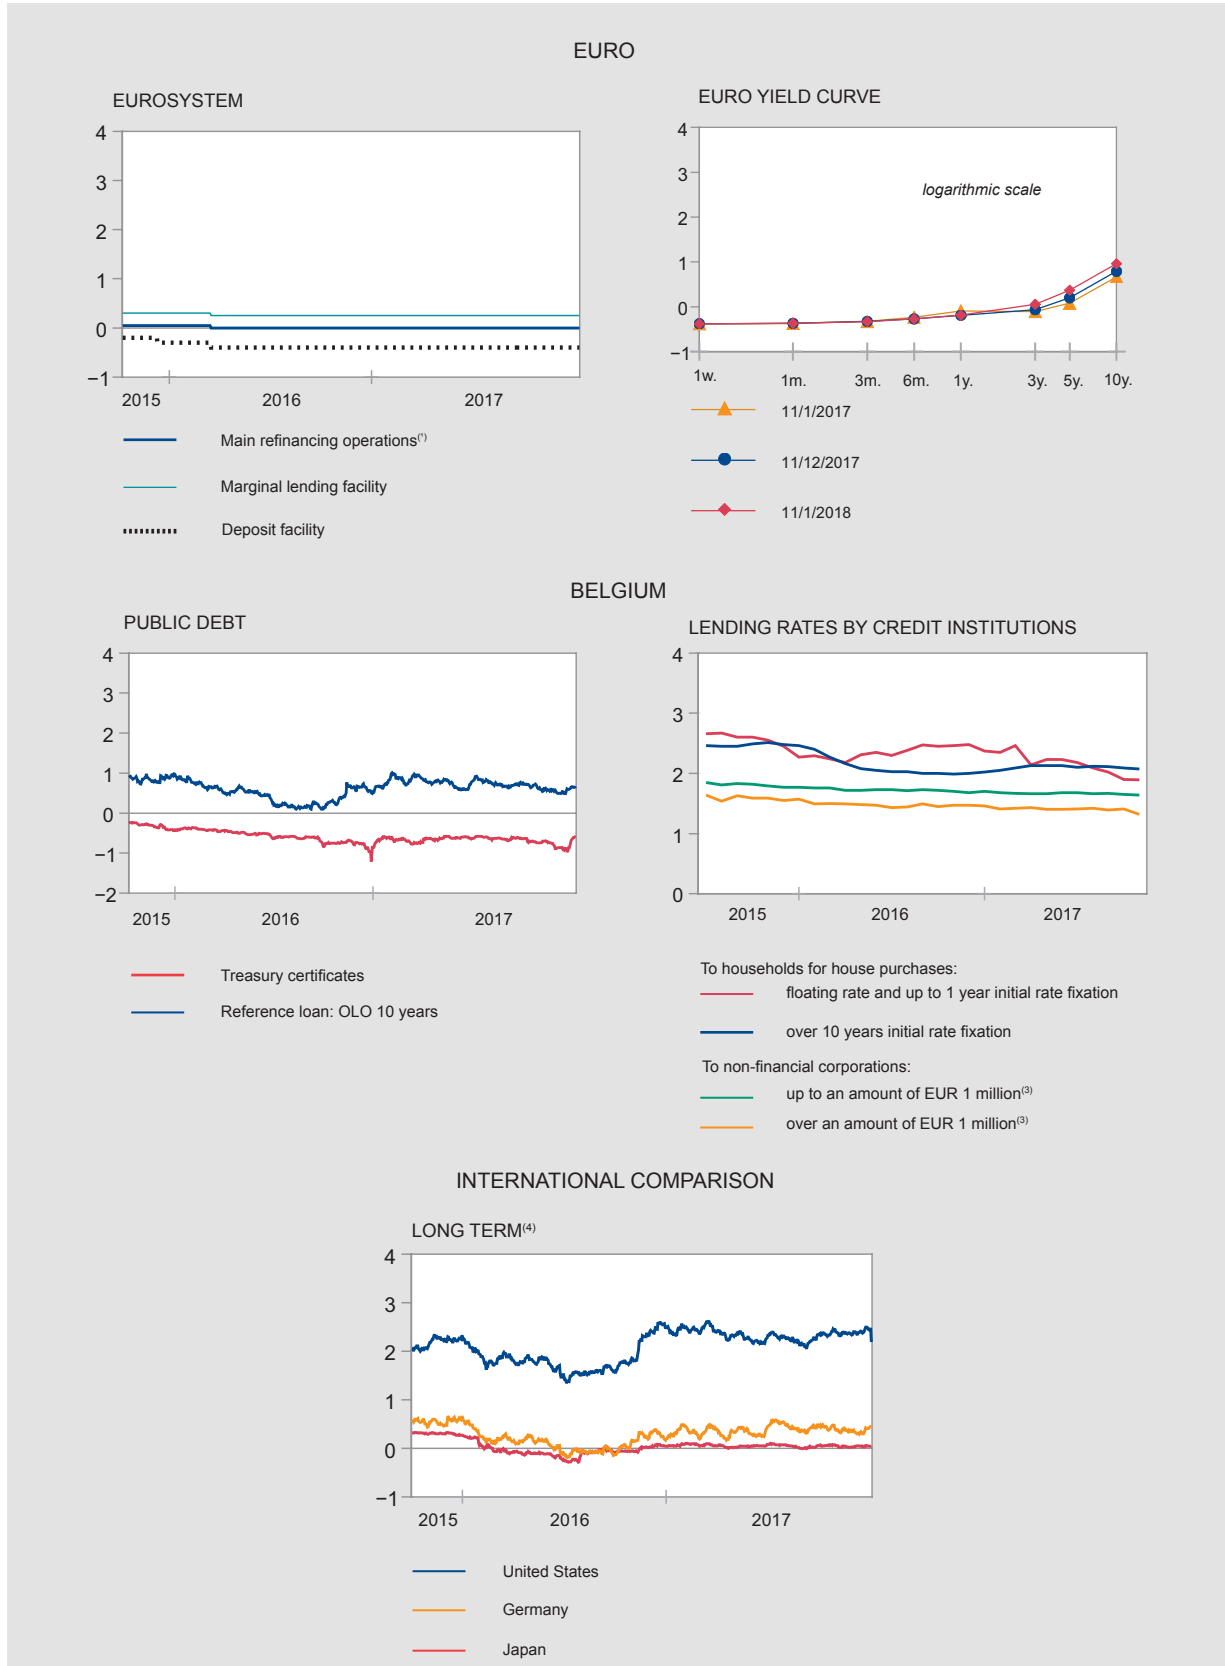 EURO
EUROSYSTEM
4
3
2
1
0
−1
2015 2016 2017
Main refinancing operations(*)
Marginal lending facility
Deposit facility
EURO YIELD CURVE
4
3
2
1
0
−1
logarithmic scale
1w. 1m. 3m. 6m. 1y. 3y. 5y. 10y.
11/1/2017
11/12/2017
11/1/2018
BELGIUM
PUBLIC DEBT
4
3
2
1
0
−1
−2
2015 2016 2017
Treasury certificates
Reference loan: OLO 10 years
LENDING RATES BY CREDIT INSTITUTIONS
4
3
2
1
0
2015 2016 2017
To households for house purchases:
floating rate and up to 1 year initial rate fixation
over 10 years initial rate fixation
To non-financial corporations:
up to an amount of EUR 1 million(3)
over an amount of EUR 1 million(3)
INTERNATIONAL COMPARISON
LONG TERM(4)
4
3
2
1
0
−1
2015 2016 2017
United States
Germany
Japan